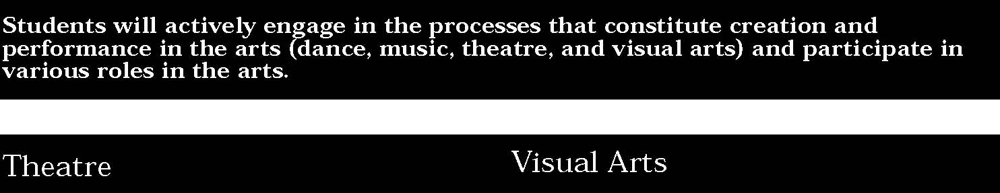 Students will actively engage in the processes that constitute creation and
performance in the arts (dance, music, theatre, and visual arts) and participate in
various roles in the arts.
Theatre
Visual Arts